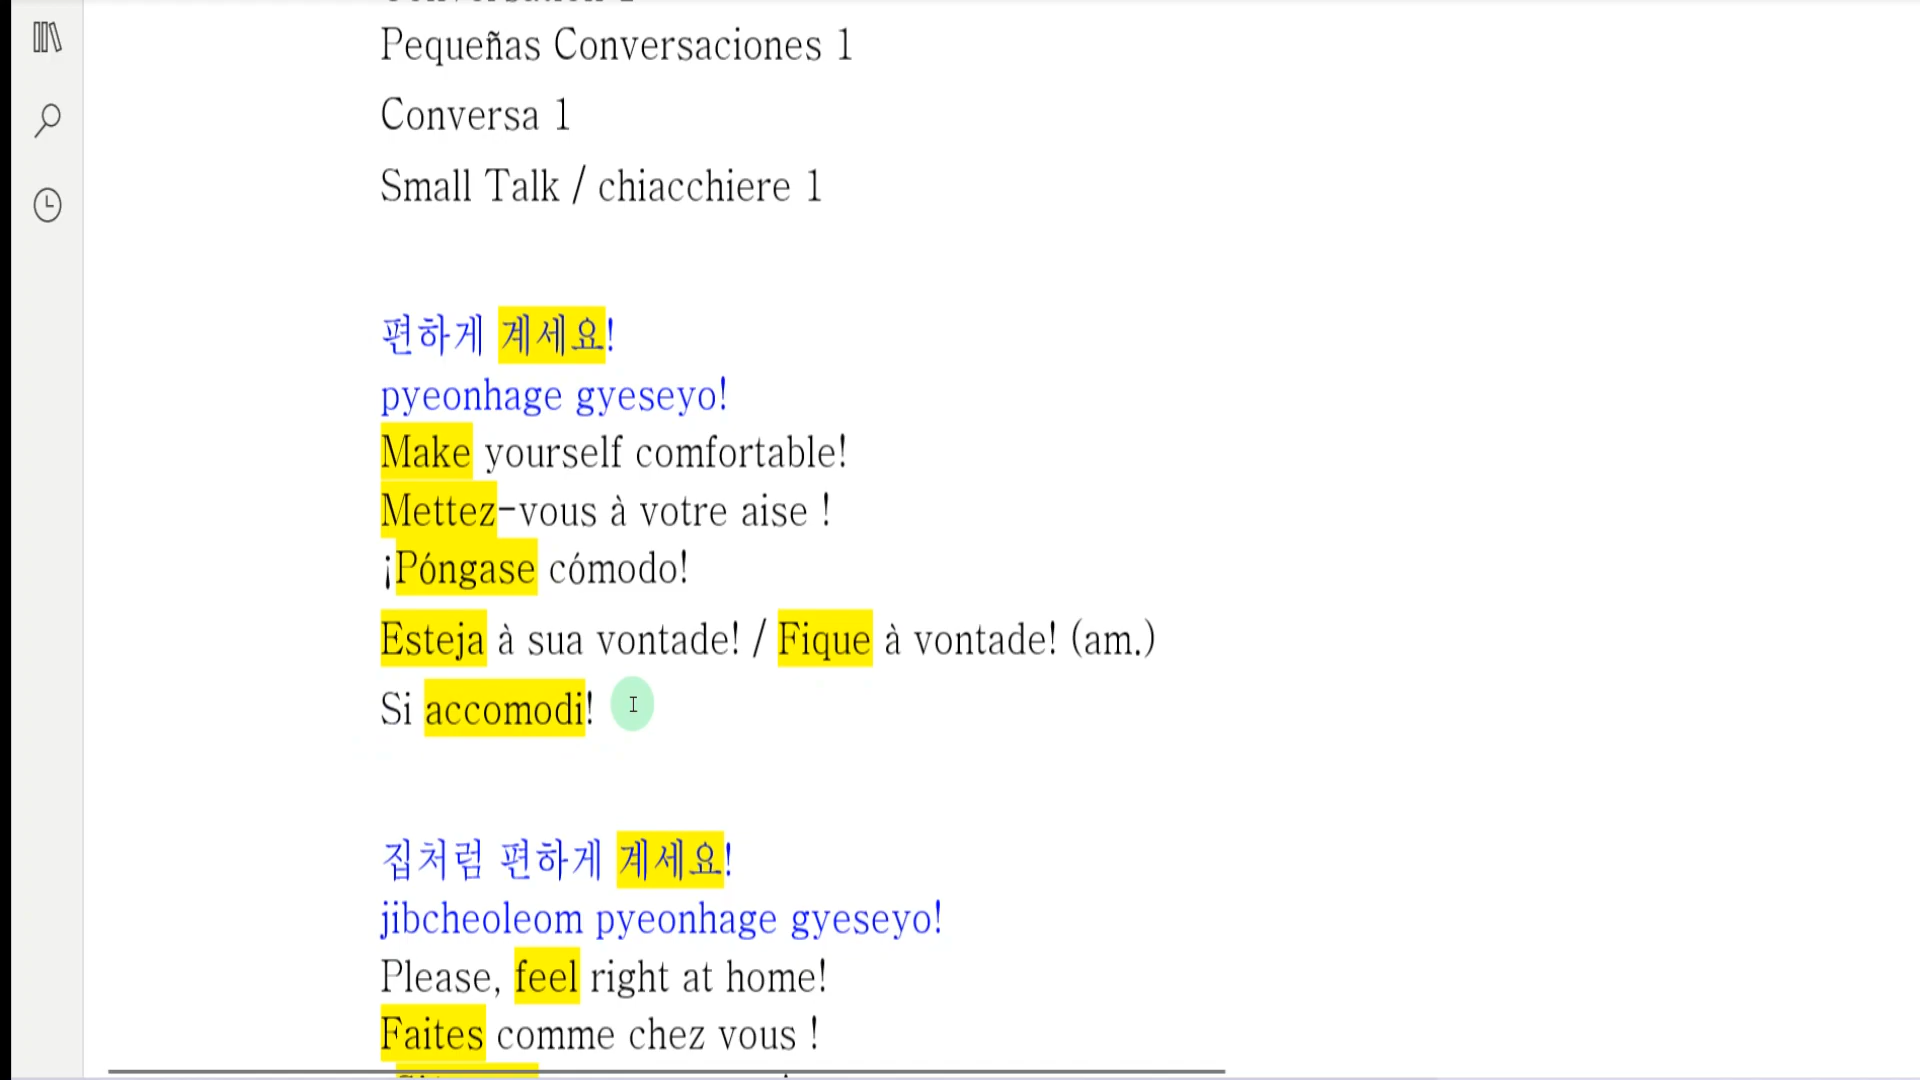 Pequeñas Conversaciones 1
Conversa 1
Small Talk / chiacchiere 1
편하게 계세요!
pyeonhage gyeseyo!
Make yourself comfortable!
Mettez-vous à votre aise !
¡Póngase cómodo!
Esteja à sua vontade! / Fique à vontade! (am.)
Si accomodi!
집처럼 편하게 계세요!
jibcheoleom pyeonhage gyeseyo!
Please, feel right at home!
Faites comme chez vous !